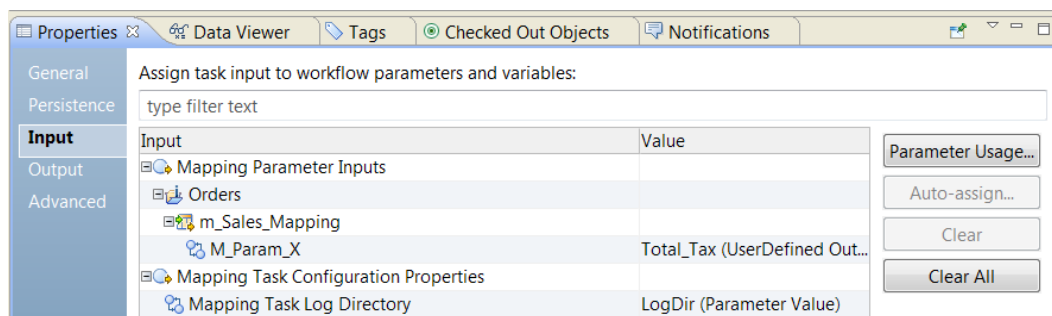 Properties Data Viewer Tags Checked Out Objects Notifications
General
Persistence
Input
Output
Advanced
Assign task input to workflow parameters and variables:
type filter text
Input Value
Mapping Parameter Inputs
Orders
m_Sales_Mapping
M_Param_X Total_Tax (UserDefined Out...
Mapping Task Configuration Properties
Mapping Task Log Directory LogDir (Parameter Value)
Parameter Usage...
Auto-assign...
Clear
Clear All